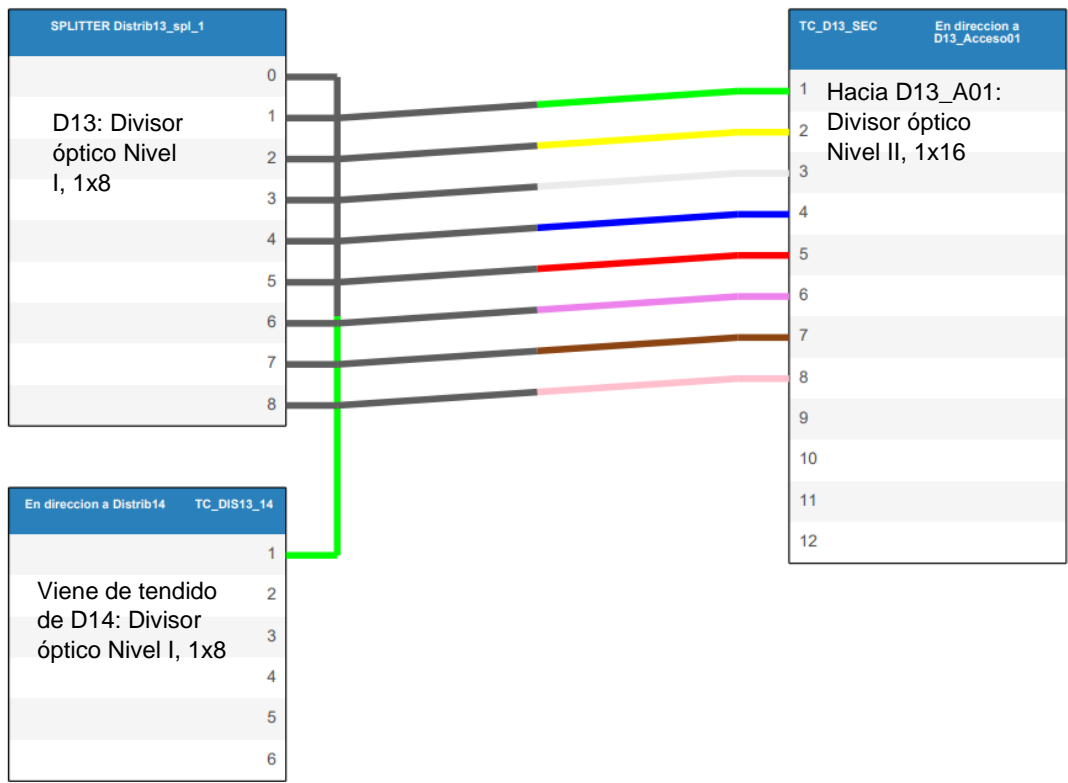 SPLITTER Distrib13_spl_1
0
1
2
3
4
5
6
7
8
D13: Divisor
óptico Nivel
I, 1x8
En direccion a Distrib14 TC_DIS13_14
1
2
3
4
5
6
Viene de tendido
de D14: Divisor
óptico Nivel I, 1x8
TC_D13_SEC
En direccion a
D13_Acceso01
1
2
3
4
5
6
7
8
9
10
11
12
Hacia D13_A01:
Divisor óptico
Nivel II, 1x16